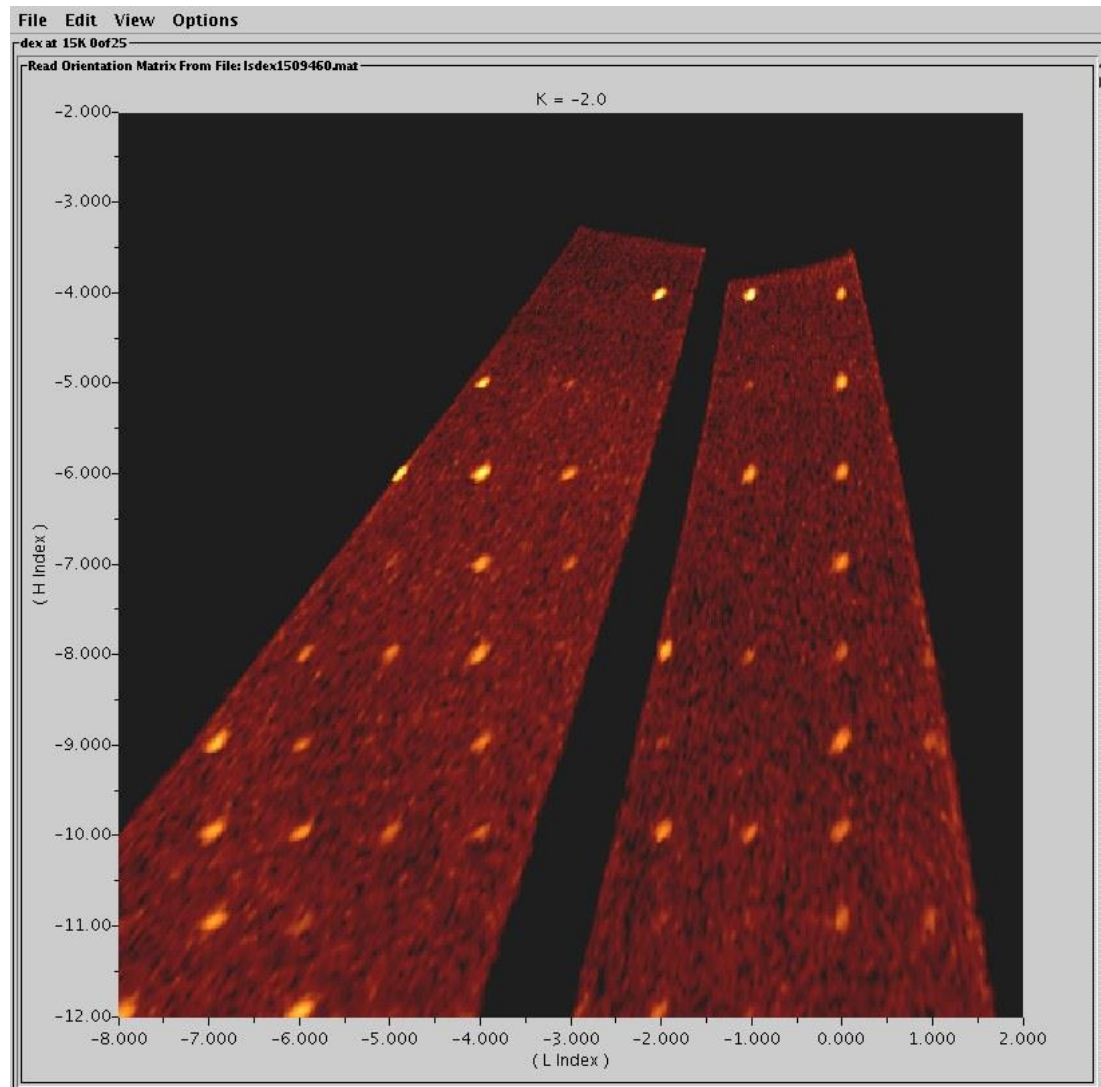 File Edit View Options
dex at 15K 0of25
Read Orientation Matrix From File: lsdex1509460.mat
K = -2.0
-2.000
-3.000
-4.000
-5.000
-6.000
( H Index )
-7.000
-8.000
-9.000
-10.00
-11.00
-12.00
-8.000 -7.000 -6.000 -5.000 -4.000 -3.000 -2.000 -1.000 0.000 1.000 2.000
( L Index )